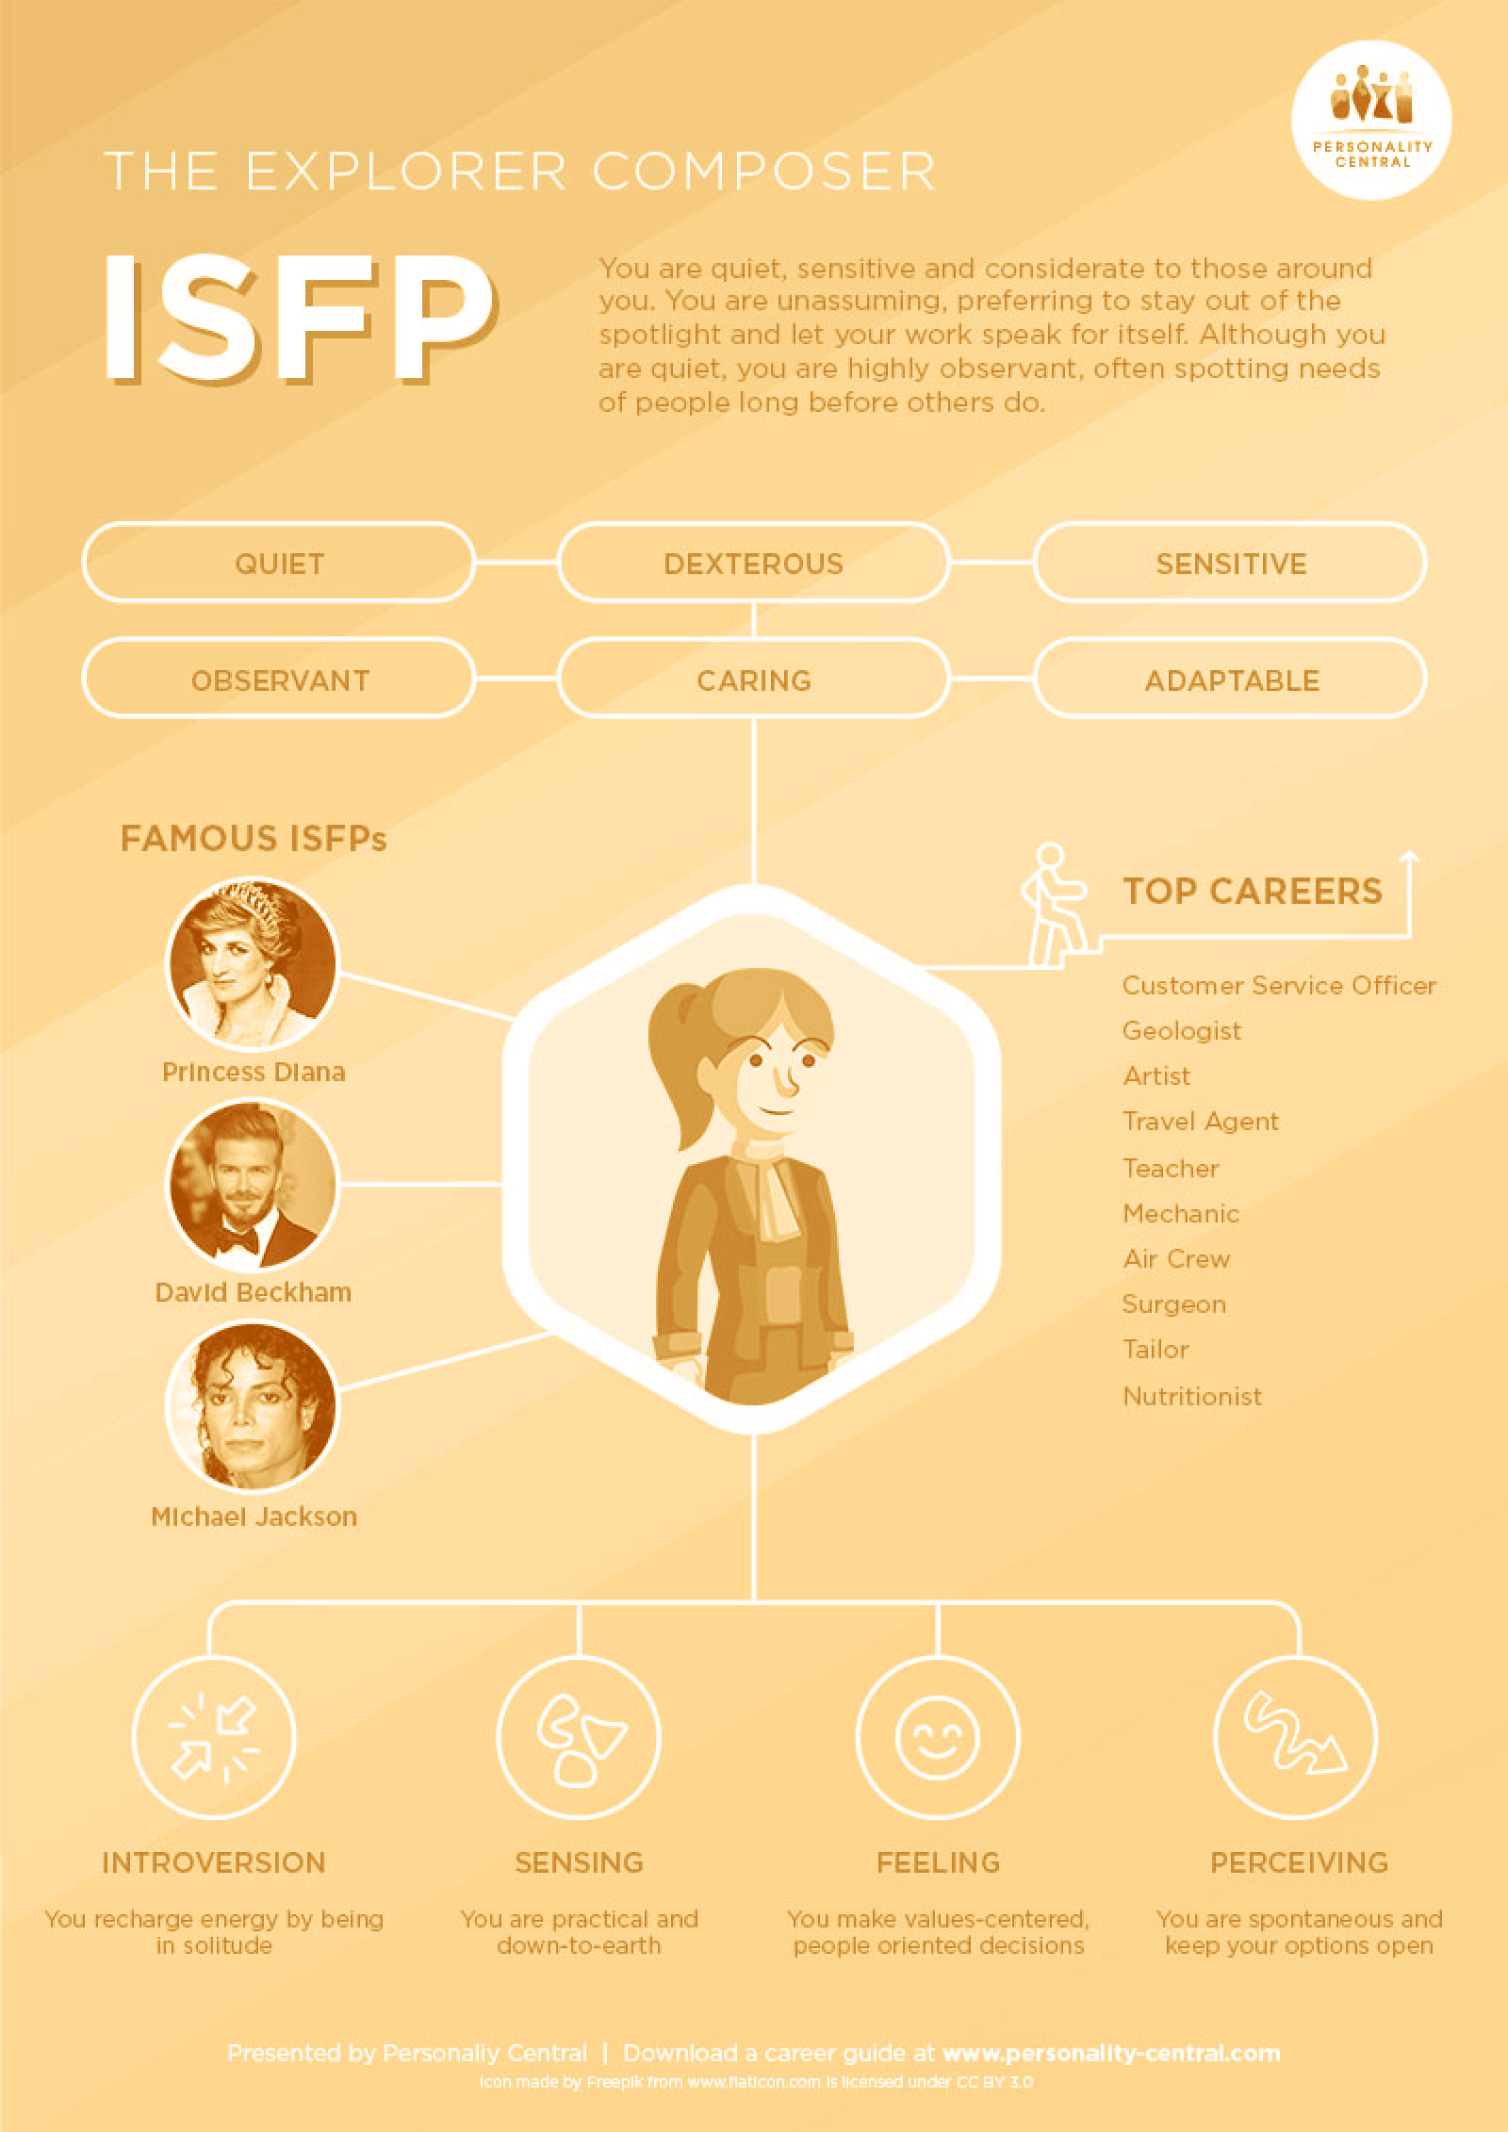 PERSONALITY
CENTRAL
THE EXPLORER COMPOSER
ISFP
You are quiet, sensitive and considerate to those around
you. You are unassuming, preferring to stay out of the
spotlight and let your work speak for itself. Although you
are quiet, you are highly observant, often spotting needs
of people long before others do.
QUIET
DEXTEROUS
SENSITIVE
OBSERVANT
CARING
ADAPTABLE
FAMOUS ISFPs
Princess Diana
David Beckham
Michael Jackson
TOP CAREERS
Customer Service Officer
Geologist
Artist
Travel Agent
Teacher
Mechanic
Air Crew
Surgeon
Tailor
Nutritionist
INTROVERSION
You recharge energy by being
in solitude
SENSING
You are practical and
down-to-earth
FEELING
You make values-centered,
people oriented decisions
PERCEIVING
You are spontaneous and
keep your options open
Presented by Personally Central | Download a career guide at www.personality-central.com
Icon made by Freepik from www.flaticon.com is licensed under CC BY 3.0